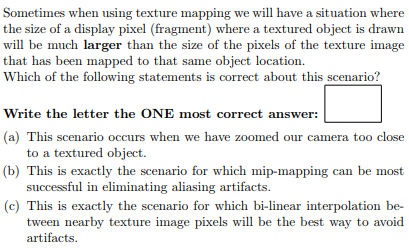 Sometimes when using texture mapping we will have a situation where
the size of a display pixel (fragment) where a textured object is drawn
will be much larger than the size of the pixels of the texture image
that has been mapped to that same object location.
Which of the following statements is correct about this scenario?
Write the letter the ONE most correct answer:
(a) This scenario occurs when we have zoomed our camera too close
to a textured object.
(b) This is exactly the scenario for which mip-mapping can be most
successful in eliminating aliasing artifacts.
(c) This is exactly the scenario for which bi-linear interpolation be-
tween nearby texture image pixels will be the best way to avoid
artifacts.